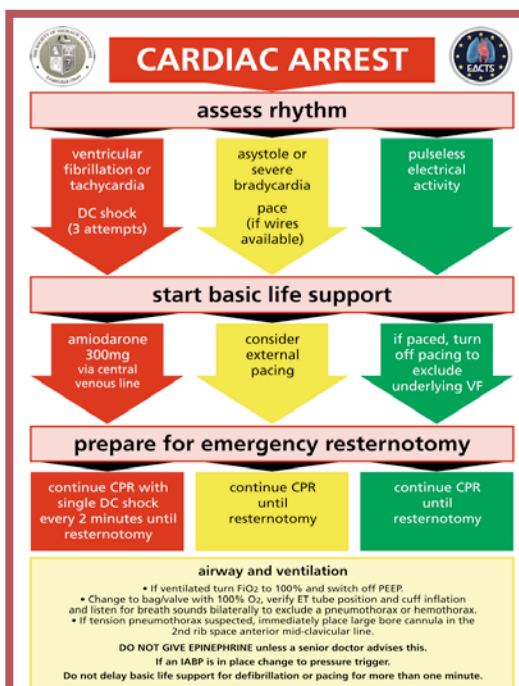 CARDIAC ARREST
EACTS
assess rhythm
ventricular
fibrillation or
tachycardia
DC shock
(3 attempts)
asystole or
severe
bradycardia
pace
(if wires
available)
pulseless
electrical
activity
start basic life support
amiodarone
300mg
via central
venous line
consider
external
pacing
if paced, turn
off pacing to
exclude
underlying VF
prepare for emergency resternotomy
continue CPR with
single DC shock
every 2 minutes until
resternotomy
continue CPR
until
resternotomy
continue CPR
until
resternotomy
airway and ventilation
• If ventilated turn FiO2 to 100% and switch off PEEP.
• Change to bag/valve with 100% O2, verify ET tube position and cuff inflation
and listen for breath sounds bilaterally to exclude a pneumothorax or hemothorax.
• If tension pneumothorax suspected, immediately place large bore cannula in the
2nd rib space anterior mid-clavicular line.
DO NOT GIVE EPINEPHRINE unless a senior doctor advises this.
If an IABP is in place change to pressure trigger.
Do not delay basic life support for defibrillation or pacing for more than one minute.